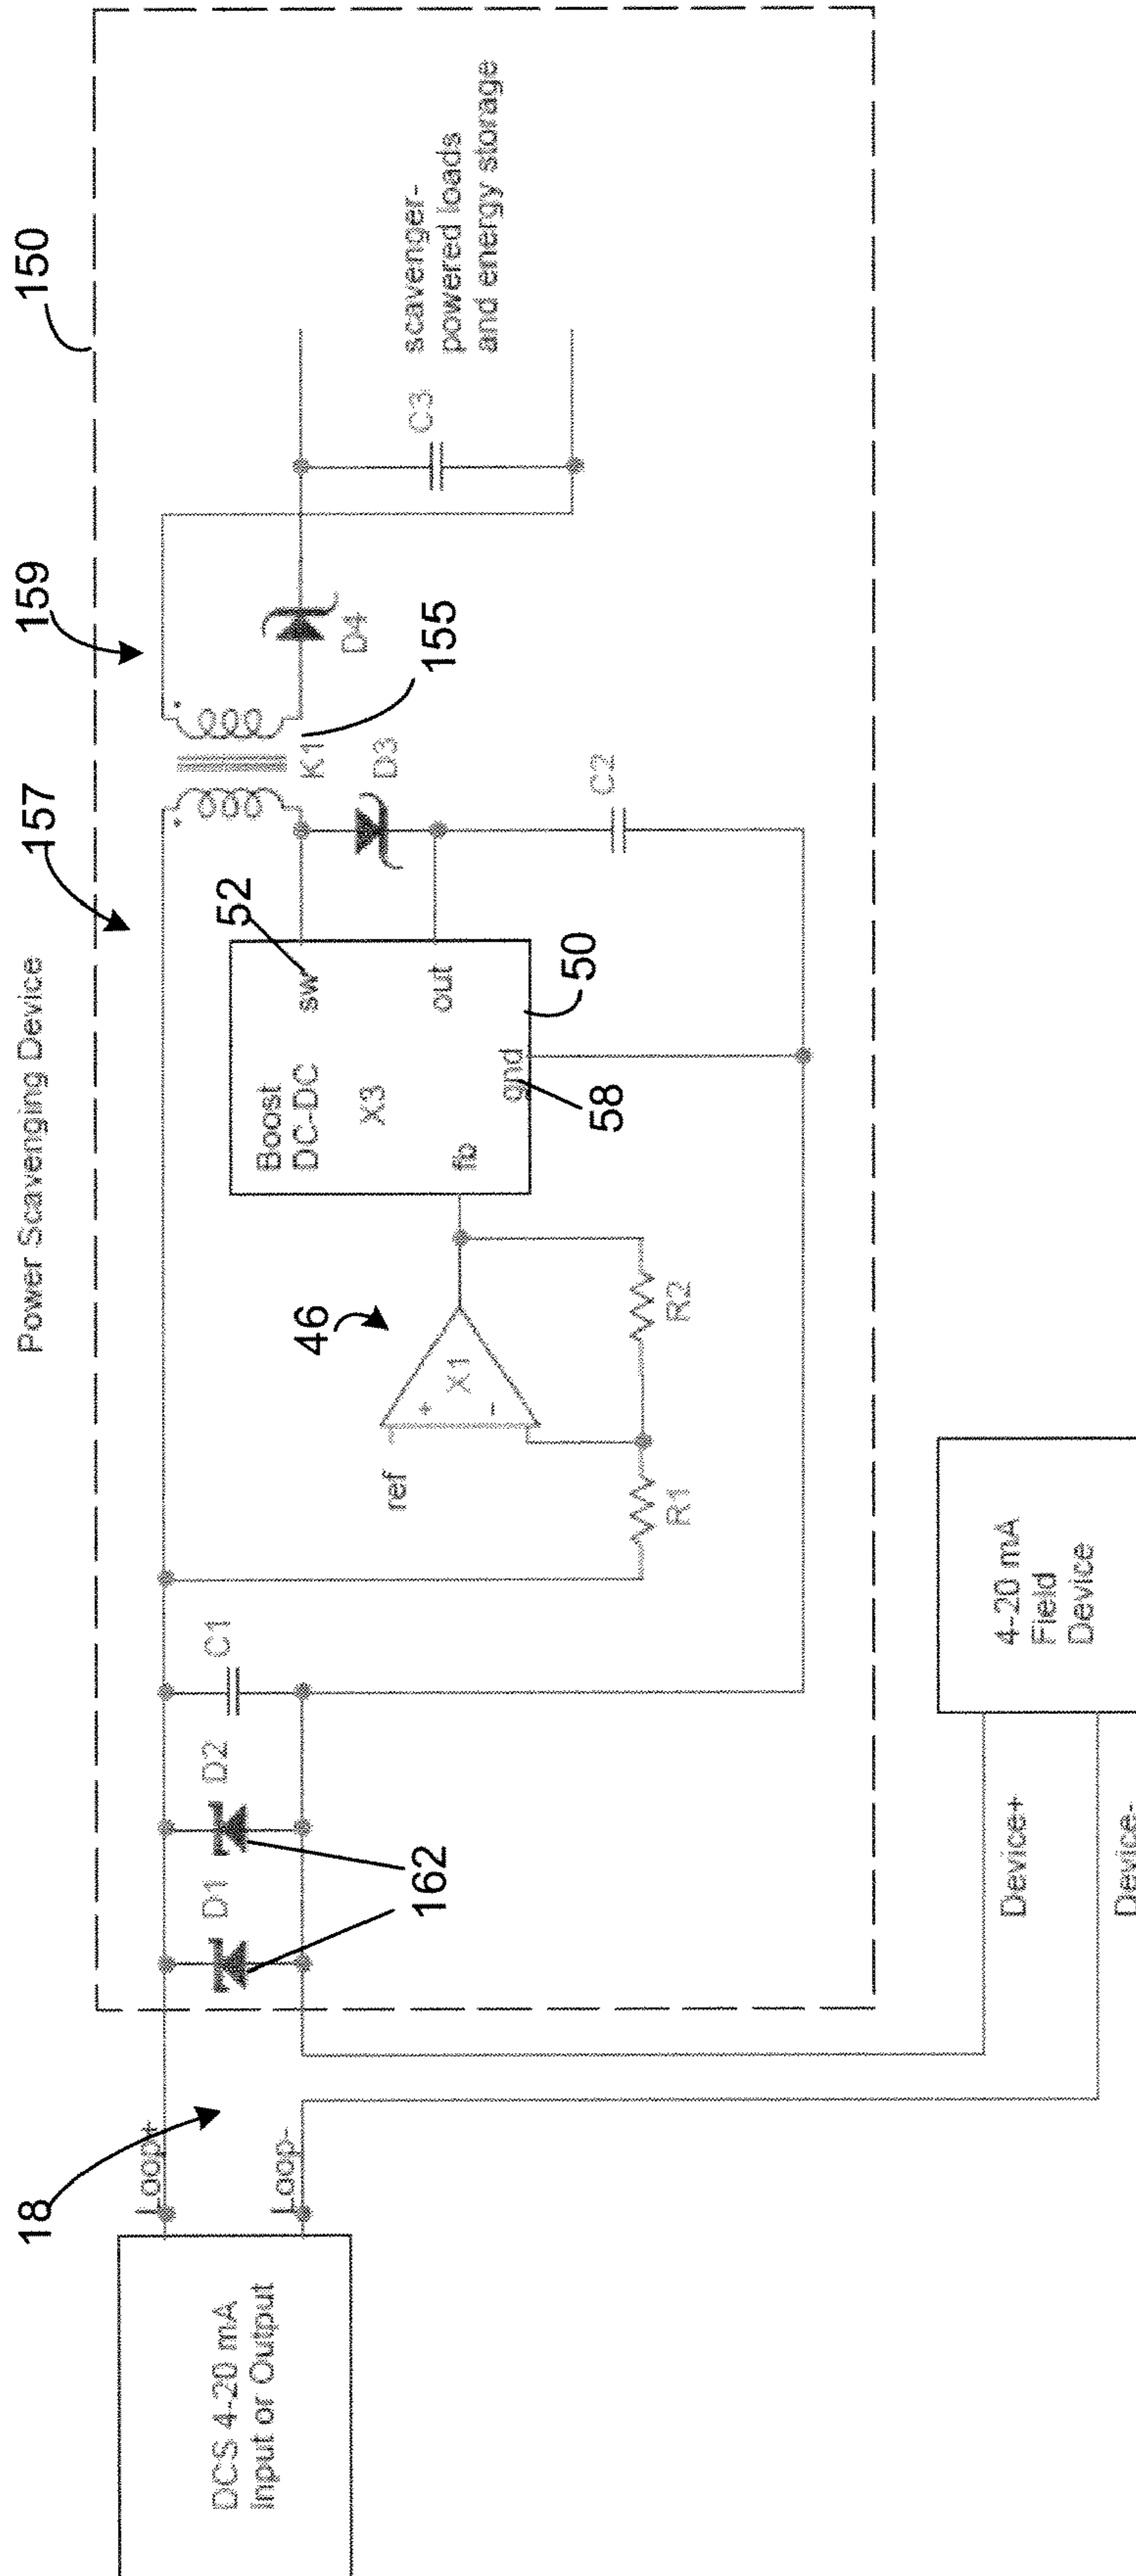 Power Scavenging Device
150
159
157
18
DCS 4-20 mA
Input or Output
Loop+
Loop-
D1
D2
162
C1
ref
+
-
X1
46
R1
R2
Boost
DC-DC
X3
sw
out
fb
gnd
52
50
58
K1
155
D3
D4
C2
C3
scavenger-
powered loads
and energy storage
Device+
Device-
4-20 mA
Field
Device